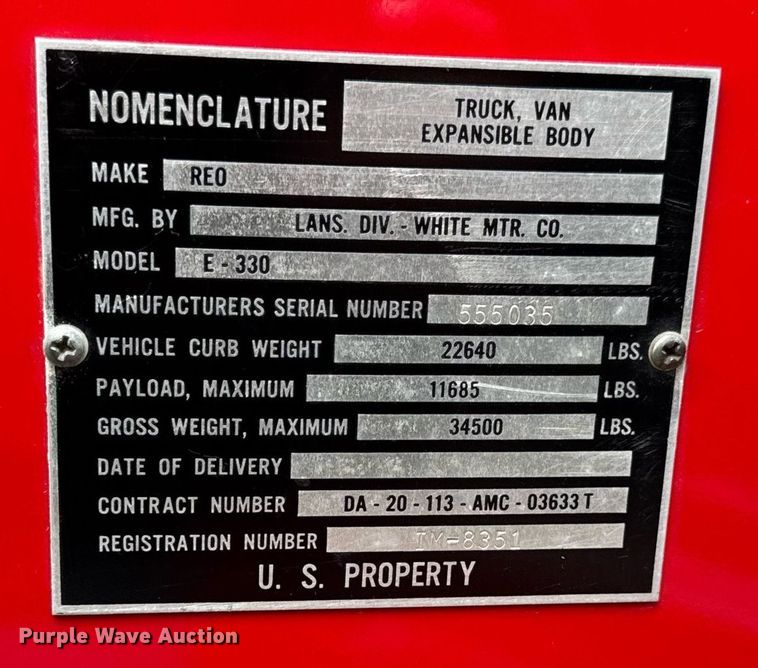 NOMENCLATURE TRUCK, VAN
EXPANSIBLE BODY
MAKE REO
MFG. BY LANS. DIV. - WHITE MTR. CO.
MODEL E - 330
MANUFACTURERS SERIAL NUMBER 555035
VEHICLE CURB WEIGHT 22640 LBS.
PAYLOAD, MAXIMUM 11685 LBS.
GROSS WEIGHT, MAXIMUM 34500 LBS.
DATE OF DELIVERY
CONTRACT NUMBER DA - 20 - 113 - AMC - 03633 T
REGISTRATION NUMBER
U. S. PROPERTY
Purple Wave Auction